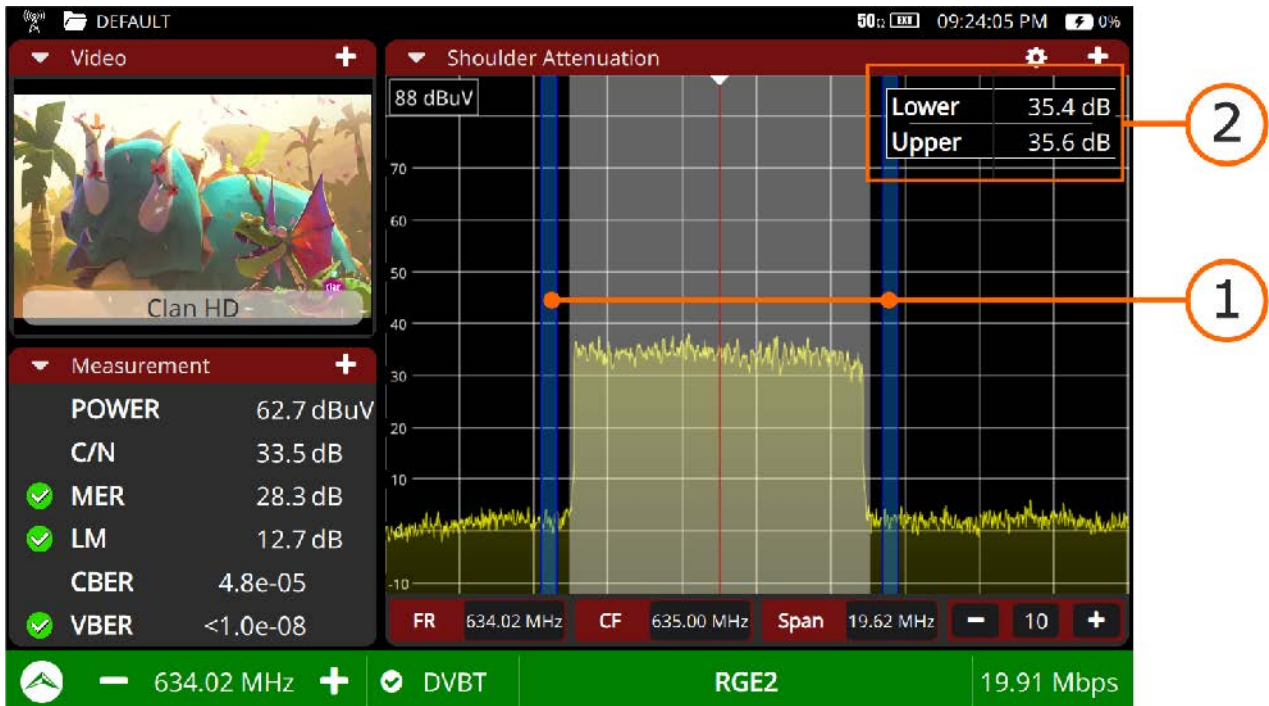 DEFAULT
50Ω EXT 09:24:05 PM 0%
Video
Clan HD
clan
Measurement
POWER 62.7 dBuV
C/N 33.5 dB
MER 28.3 dB
LM 12.7 dB
CBER 4.8e-05
VBER <1.0e-08
Shoulder Attenuation
88 dBuV
Lower 35.4 dB
Upper 35.6 dB
2
1
70
60
50
40
30
20
10
0
-10
FR 634.02 MHz CF 635.00 MHz Span 19.62 MHz − 10 +
− 634.02 MHz + DVBT RGE2 19.91 Mbps